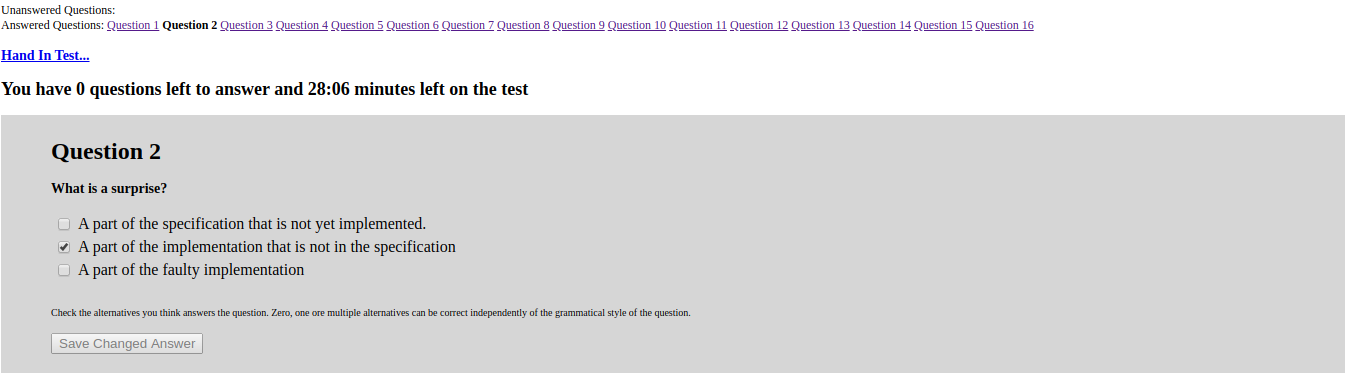 Unanswered Questions:
Answered Questions: Question 1 Question 2 Question 3 Question 4 Question 5 Question 6 Question 7 Question 8 Question 9 Question 10 Question 11 Question 12 Question 13 Question 14 Question 15 Question 16
Hand In Test...
You have 0 questions left to answer and 28:06 minutes left on the test
Question 2
What is a surprise?
A part of the specification that is not yet implemented.
A part of the implementation that is not in the specification
A part of the faulty implementation
Check the alternatives you think answers the question. Zero, one ore multiple alternatives can be correct independently of the grammatical style of the question.
Save Changed Answer